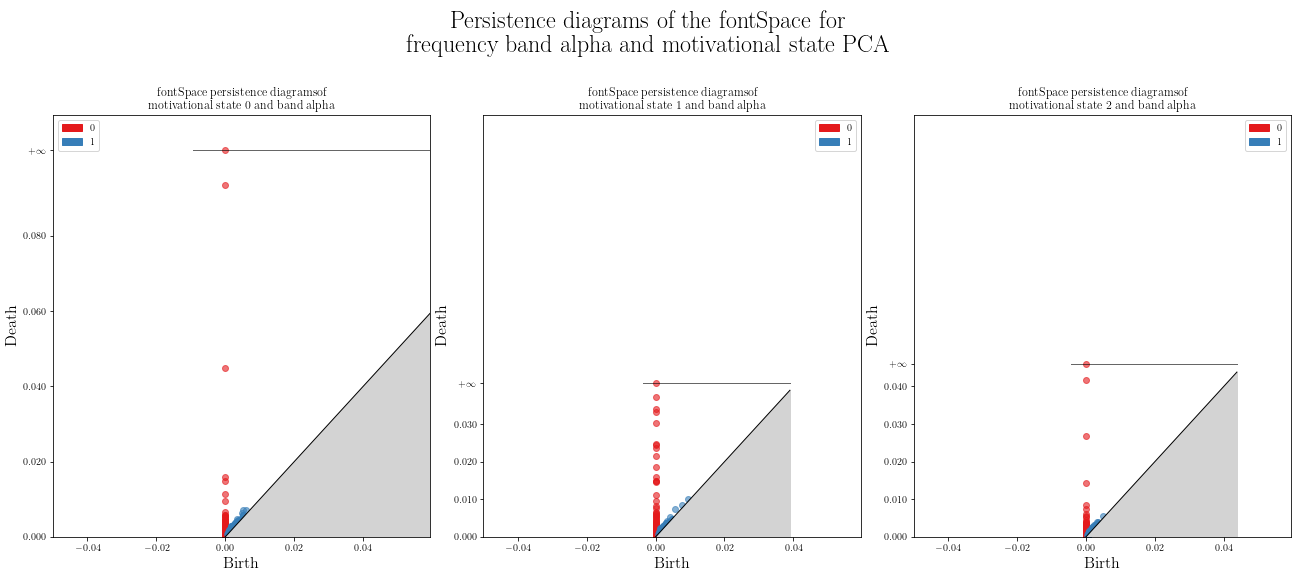 Persistence diagrams of the fontSpace for
frequency band alpha and motivational state PCA
fontSpace persistence diagramsof
motivational state 0 and band alpha
0
1
+∞
0.080
0.060
0.040
0.020
0.000
Death
−0.04
−0.02
0.00
0.02
0.04
Birth
fontSpace persistence diagramsof
motivational state 1 and band alpha
0
1
+∞
0.030
0.020
0.010
0.000
Death
−0.04
−0.02
0.00
0.02
0.04
Birth
fontSpace persistence diagramsof
motivational state 2 and band alpha
0
1
+∞
0.040
0.030
0.020
0.010
0.000
Death
−0.04
−0.02
0.00
0.02
0.04
Birth